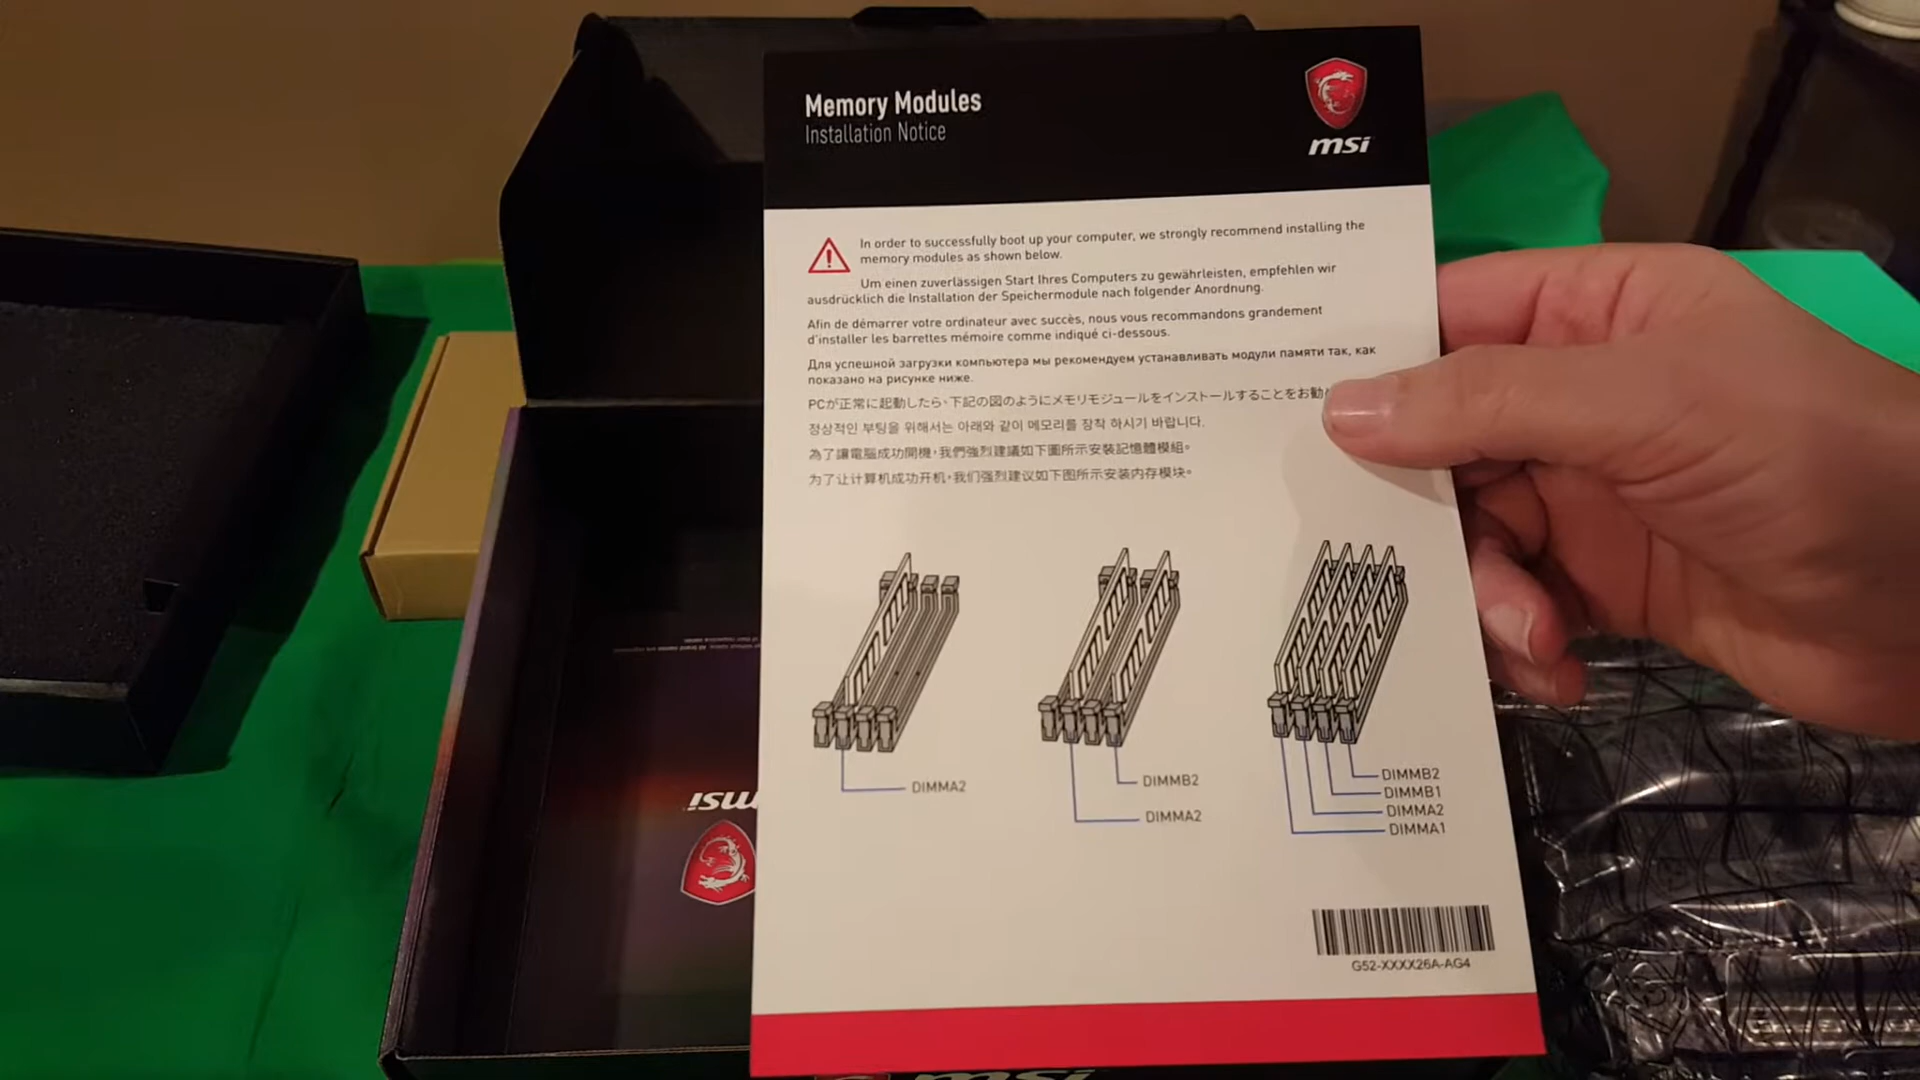 Memory Modules
Installation Notice
msi
In order to successfully boot up your computer, we strongly recommend installing the
memory modules as shown below.
Um einen zuverlässigen Start Ihres Computers zu gewährleisten, empfehlen wir
ausdrücklich die Installation der Speichermodule nach folgender Anordnung.
Afin de démarrer votre ordinateur avec succès, nous vous recommandons grandement
d'installer les barrettes mémoire comme indiqué ci-dessous.
Для успешной загрузки компьютера мы рекомендуем устанавливать модули памяти так, как
показано на рисунке ниже.
PCが正常に起動したら、下記の図のようにメモリモジュールをインストールすることをお勧
정상적인 부팅을 위해서는 아래와 같이 메모리를 장착 하시기 바랍니다.
為了讓電腦成功開機，我們強烈建議如下圖所示安裝記憶體模組。
为了让计算机成功开机，我们强烈建议如下图所示安装内存模块。
DIMMA2
DIMMB2
DIMMA2
DIMMB2
DIMMB1
DIMMA2
DIMMA1
G52-XXXX26A-AG4
msi
msi